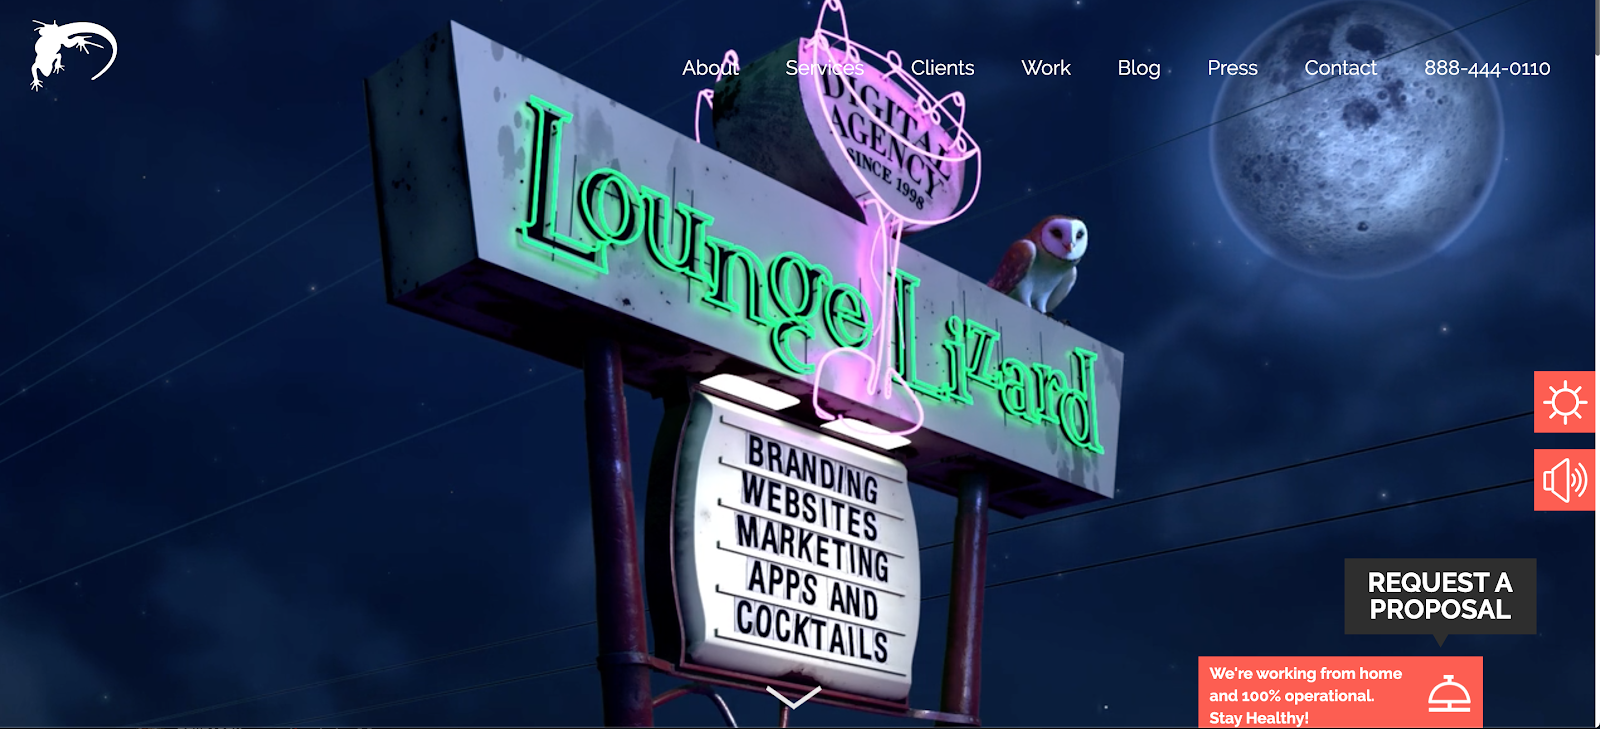 About Services Clients Work Blog Press Contact 888-444-0110
DIGITAL
AGENCY
SINCE 1998
Lounge Lizard
BRANDING
WEBSITES
MARKETING
APPS AND
COCKTAILS
REQUEST A
PROPOSAL
We're working from home
and 100% operational.
Stay Healthy!